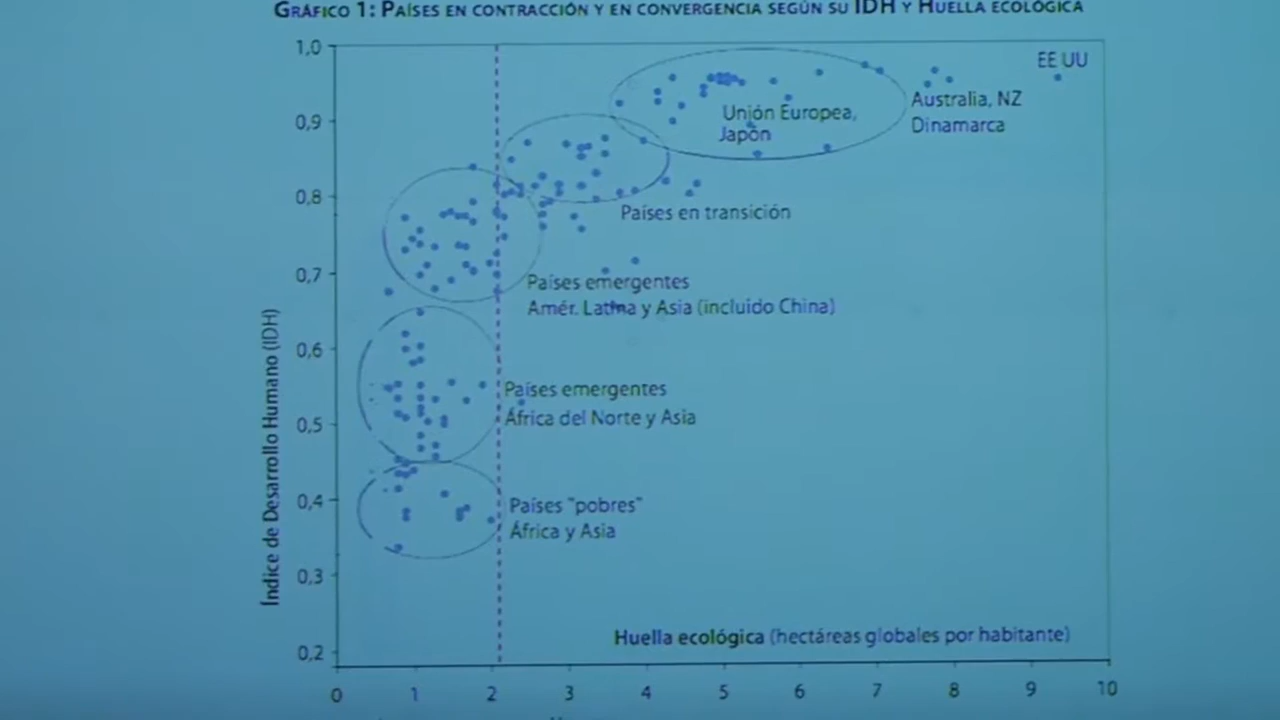 GRÁFICO 1: PAÍSES EN CONTRACCIÓN Y EN CONVERGENCIA SEGÚN SU IDH Y HUELLA ECOLÓGICA
1,0
EE UU
Australia, NZ
Dinamarca
0,9
Unión Europea,
Japón
0,8
Países en transición
0,7
Países emergentes
Amér. Latina y Asia (incluido China)
0,6
Países emergentes
África del Norte y Asia
0,5
0,4
Países "pobres"
África y Asia
0,3
0,2
Índice de Desarrollo Humano (IDH)
Huella ecológica (hectáreas globales por habitante)
0 1 2 3 4 5 6 7 8 9 10